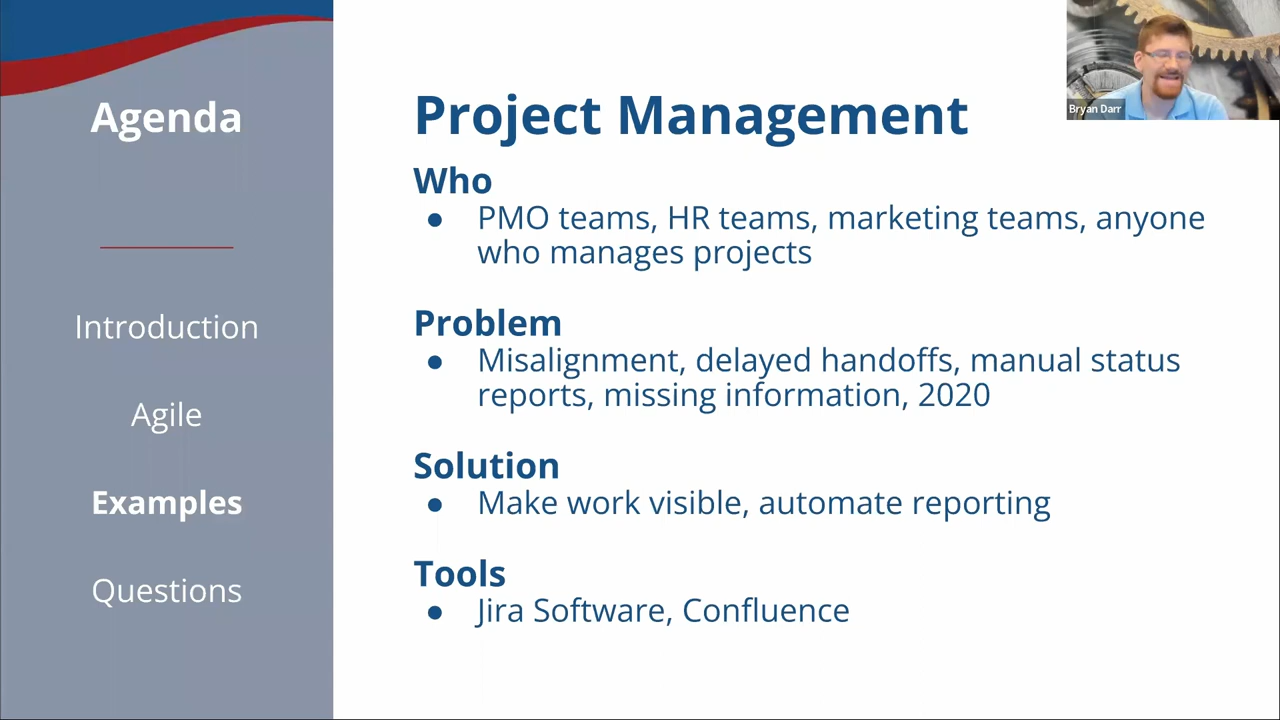 Agenda
Introduction
Agile
Examples
Questions
Project Management
Who
● PMO teams, HR teams, marketing teams, anyone
who manages projects
Problem
● Misalignment, delayed handoffs, manual status
reports, missing information, 2020
Solution
● Make work visible, automate reporting
Tools
● Jira Software, Confluence
Bryan Darr